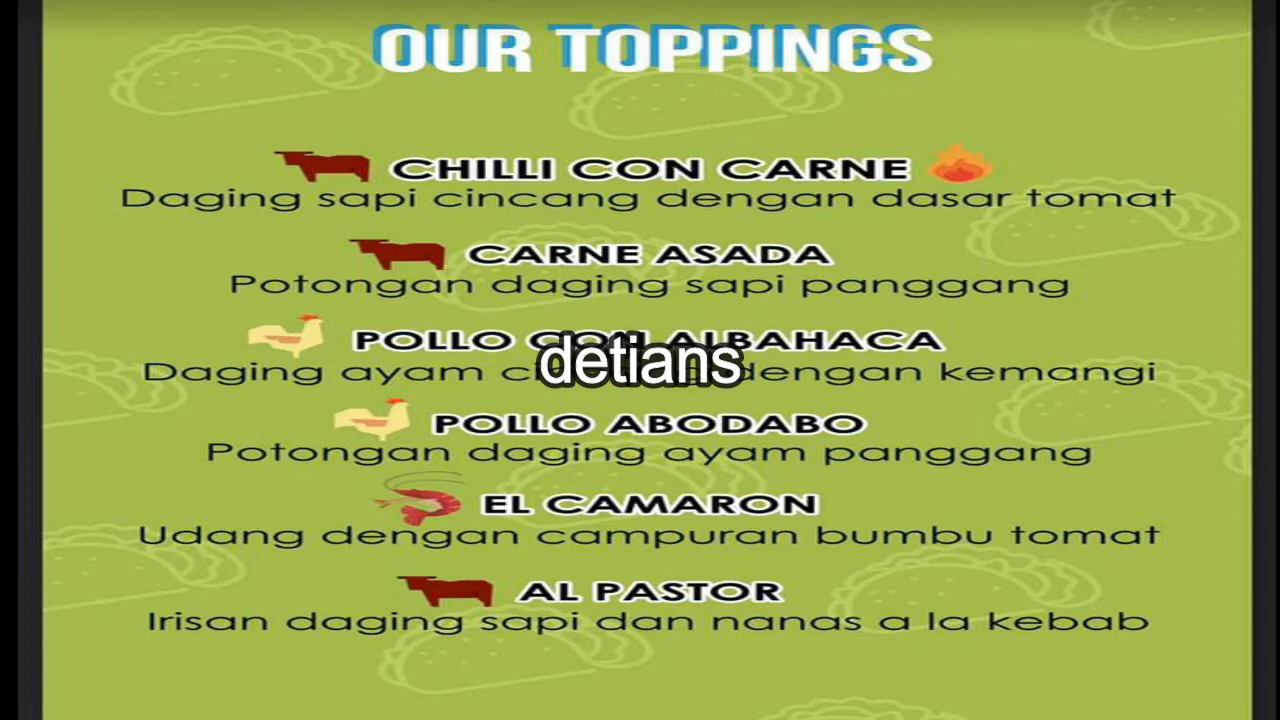 OUR TOPPINGS
CHILLI CON CARNE
Daging sapi cincang dengan dasar tomat
CARNE ASADA
Potongan daging sapi panggang
POLLO CON ALBAHACA
detians
Daging ayam dengan kemangi
POLLO ABODABO
Potongan daging ayam panggang
EL CAMARON
Udang dengan campuran bumbu tomat
AL PASTOR
Irisan daging sapi dan nanas a la kebab